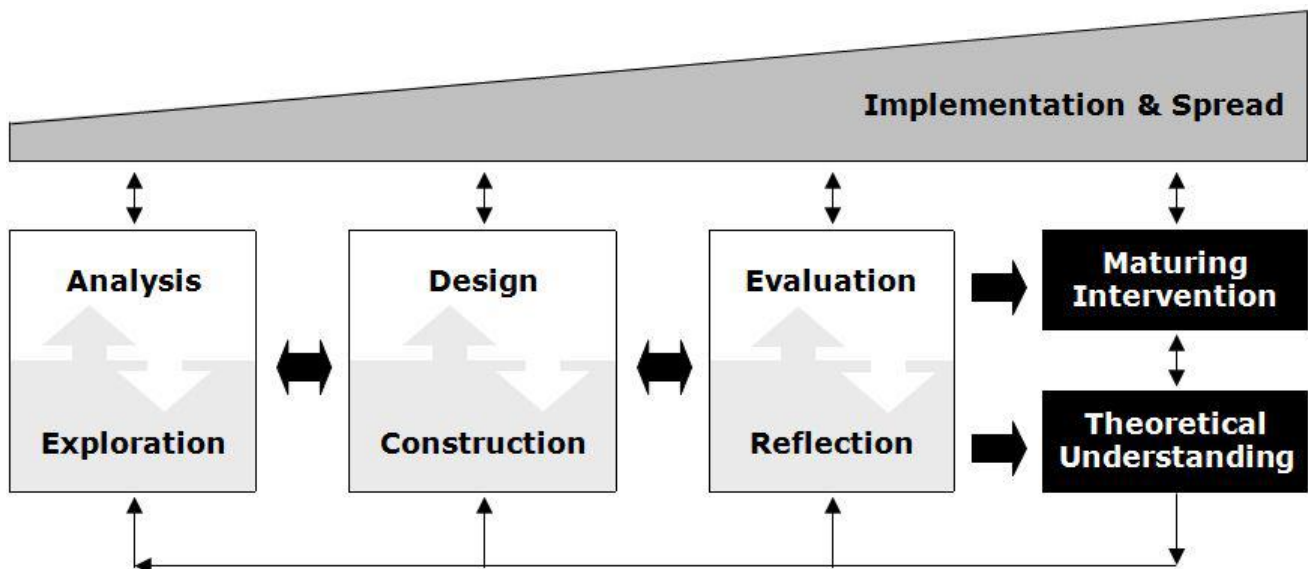 Implementation & Spread
Analysis
Exploration
Design
Construction
Evaluation
Reflection
Maturing
Intervention
Theoretical
Understanding